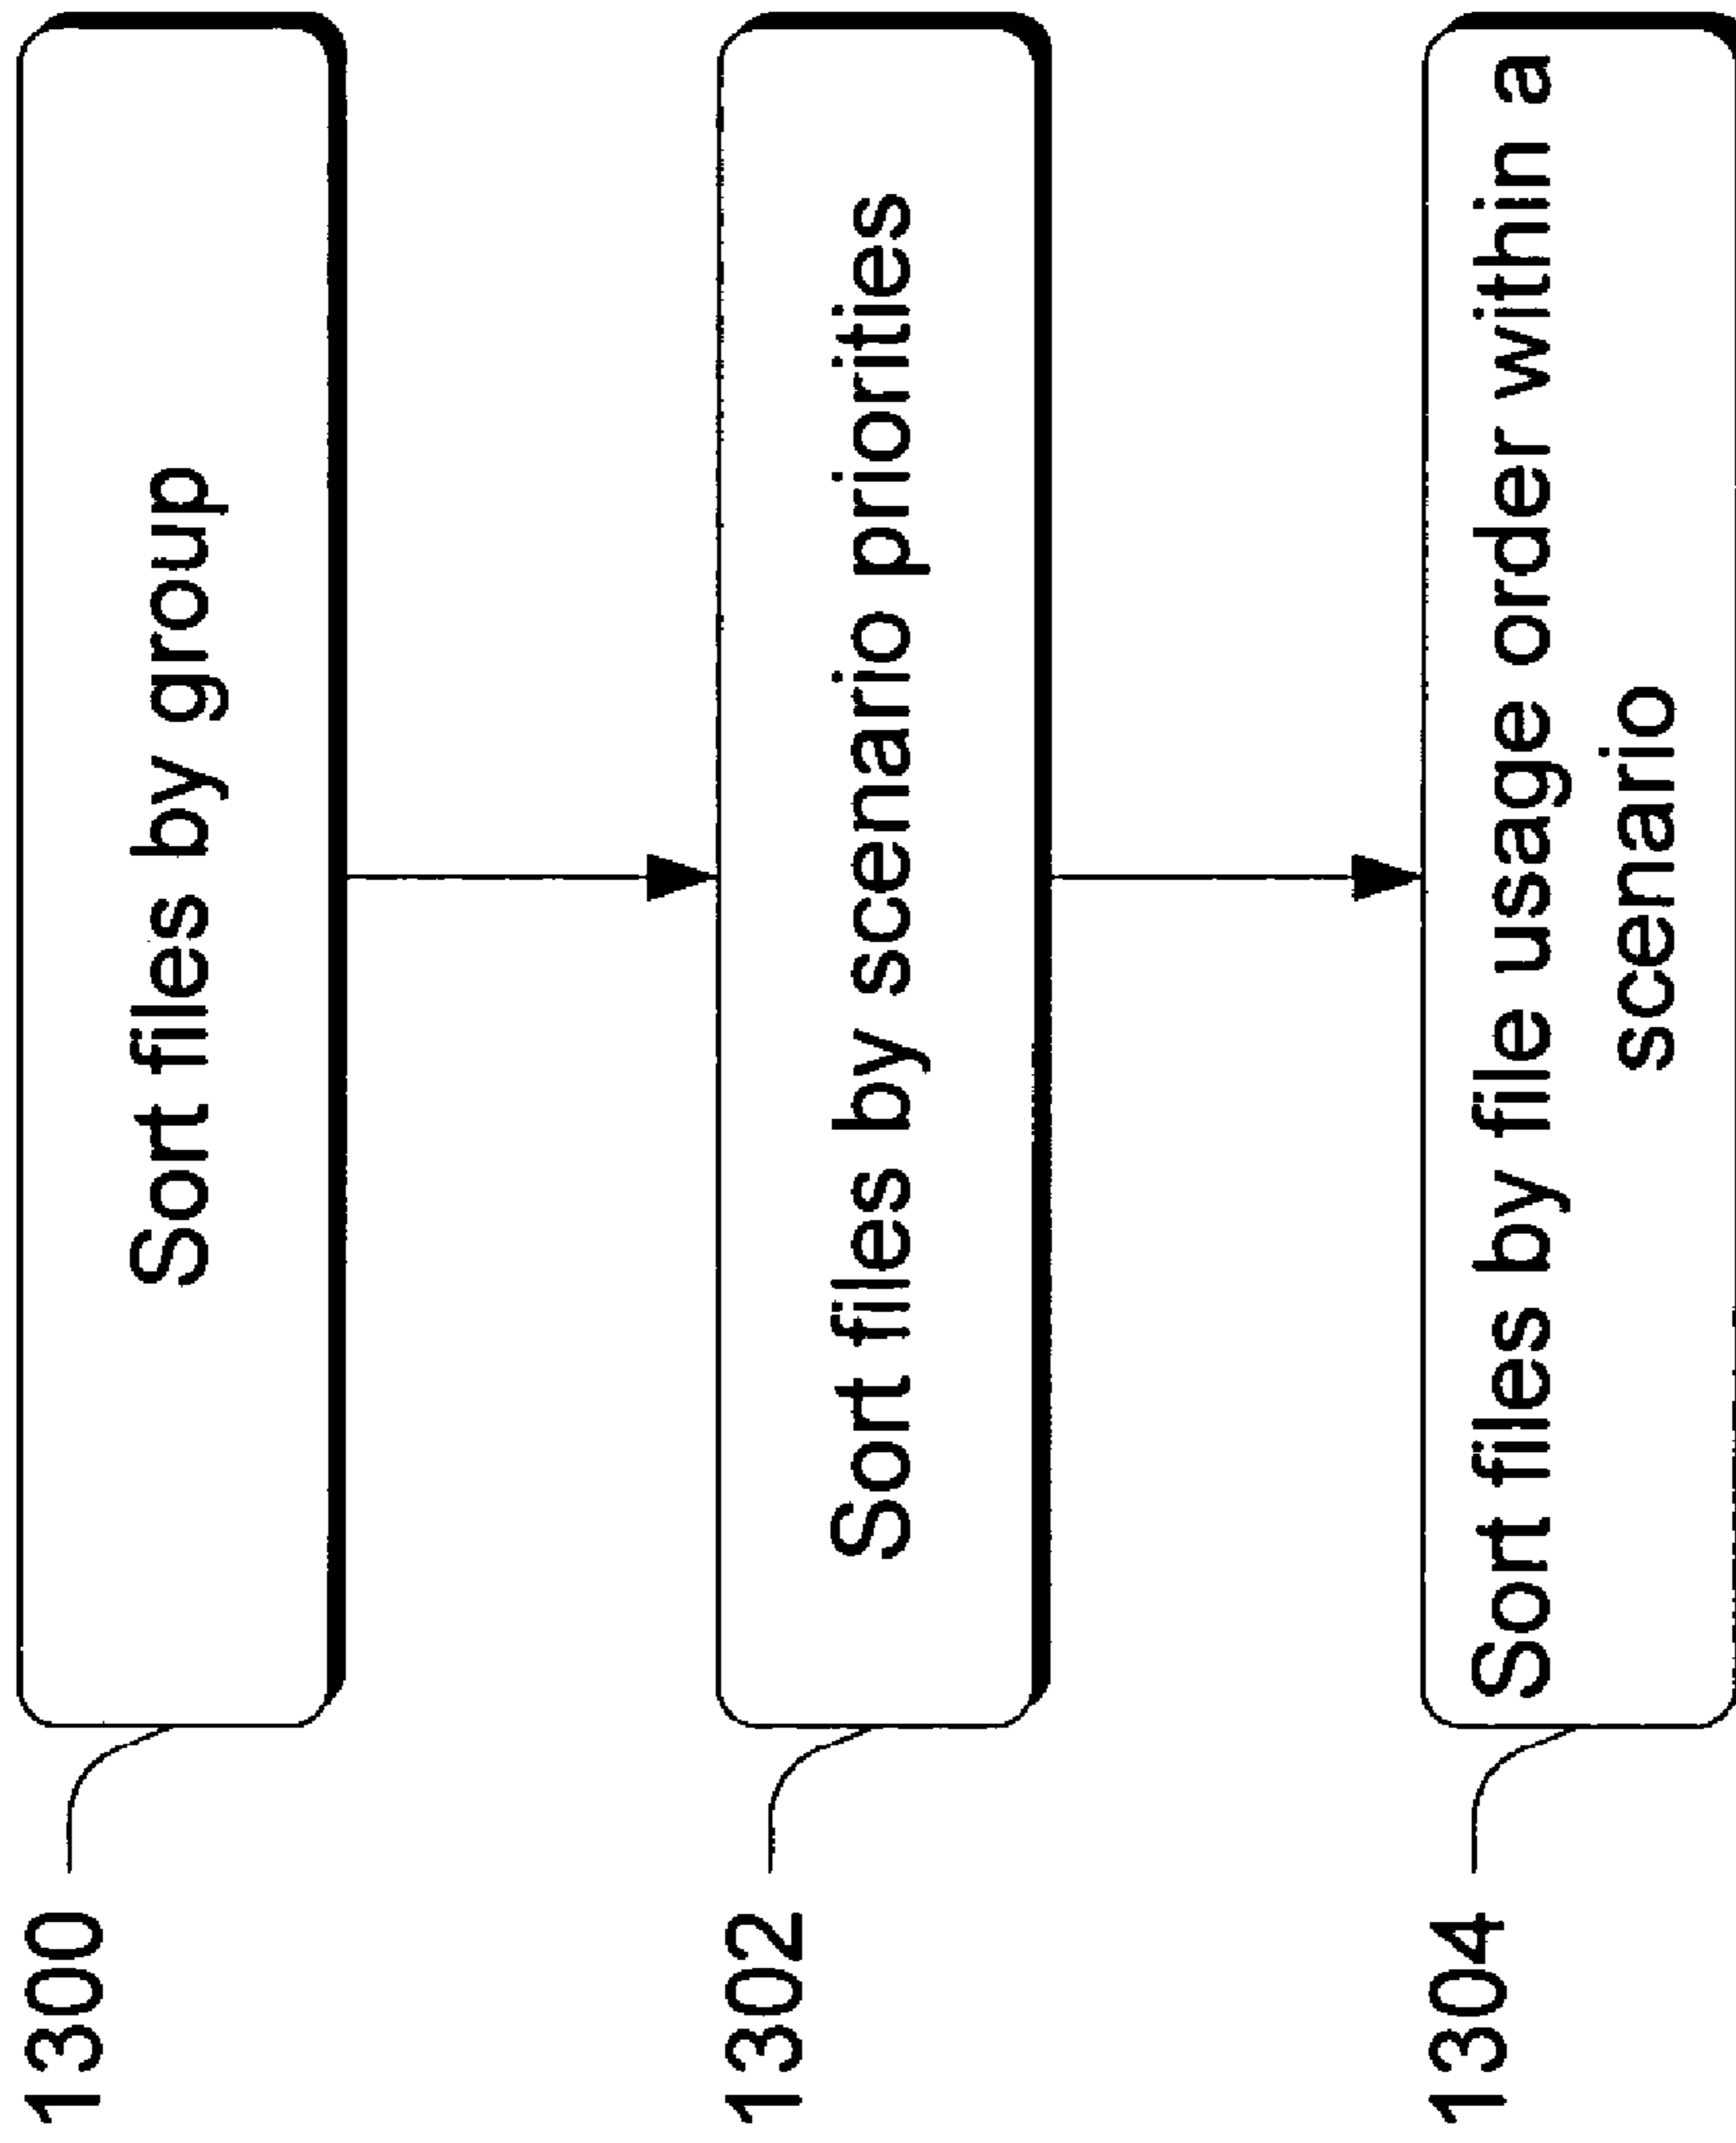 1300
Sort files by group
1302
Sort files by scenario priorities
1304
Sort files by file usage order within a
scenario